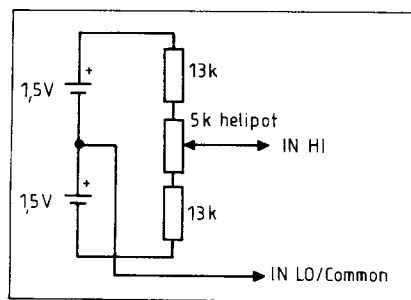 +
13k
1,5V
5k helipot
IN HI
+
1,5V
13k
IN LO/Common